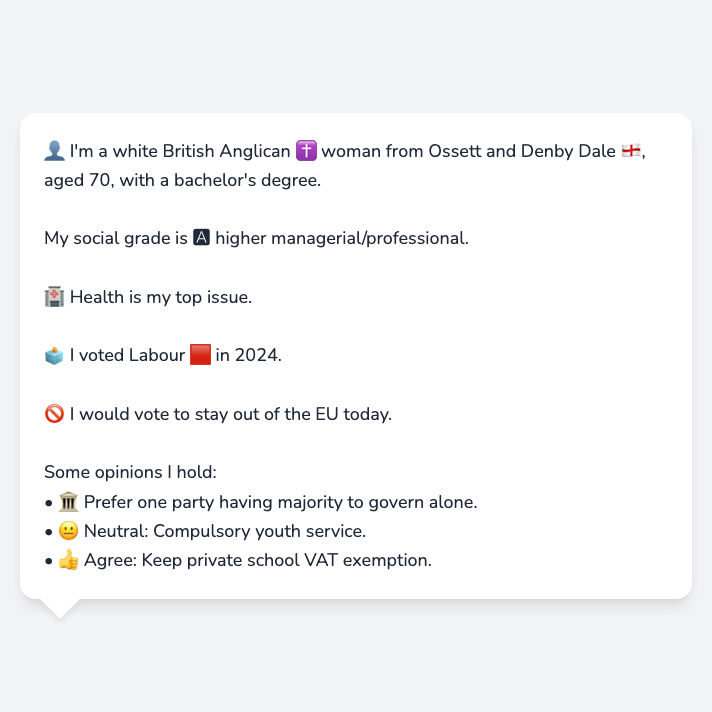 👤 I'm a white British Anglican ✝️ woman from Ossett and Denby Dale 🏴󠁧󠁢󠁥󠁮󠁧󠁿,
aged 70, with a bachelor's degree.
My social grade is 🅰 higher managerial/professional.
🏥 Health is my top issue.
🗳️ I voted Labour 🟥 in 2024.
🚫 I would vote to stay out of the EU today.
Some opinions I hold:
• 🏛️ Prefer one party having majority to govern alone.
• 😐 Neutral: Compulsory youth service.
• 👍 Agree: Keep private school VAT exemption.